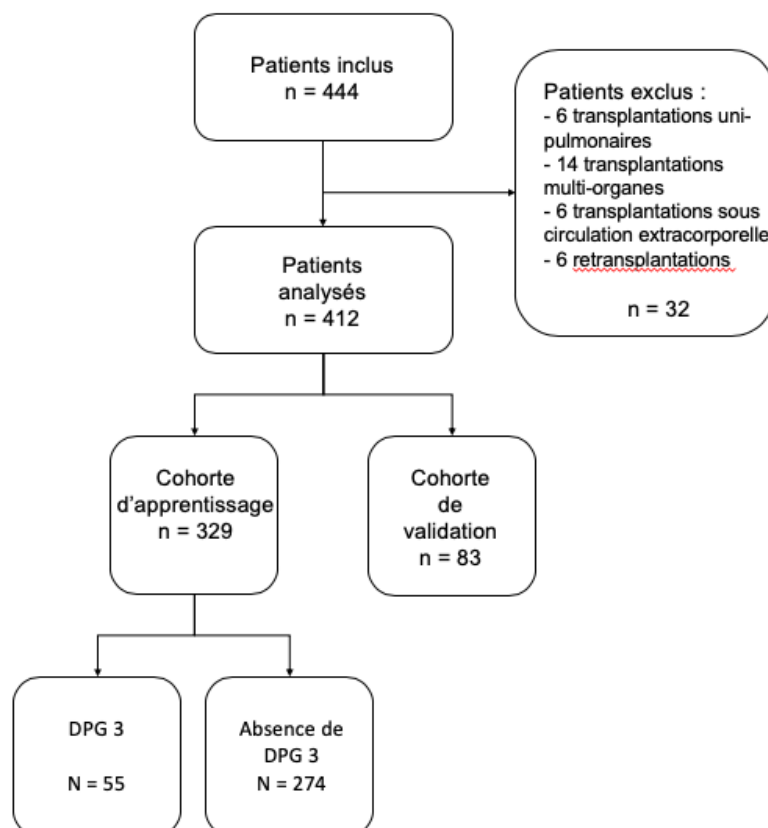 Patients inclus
n = 444
Patients exclus :
- 6 transplantations uni-
pulmonaires
- 14 transplantations
multi-organes
- 6 transplantations sous
circulation extracorporelle
- 6 retransplantations
n = 32
Patients
analysés
n = 412
Cohorte
d'apprentissage
n = 329
Cohorte
de
validation
n = 83
DPG 3
N = 55
Absence de
DPG 3
N = 274